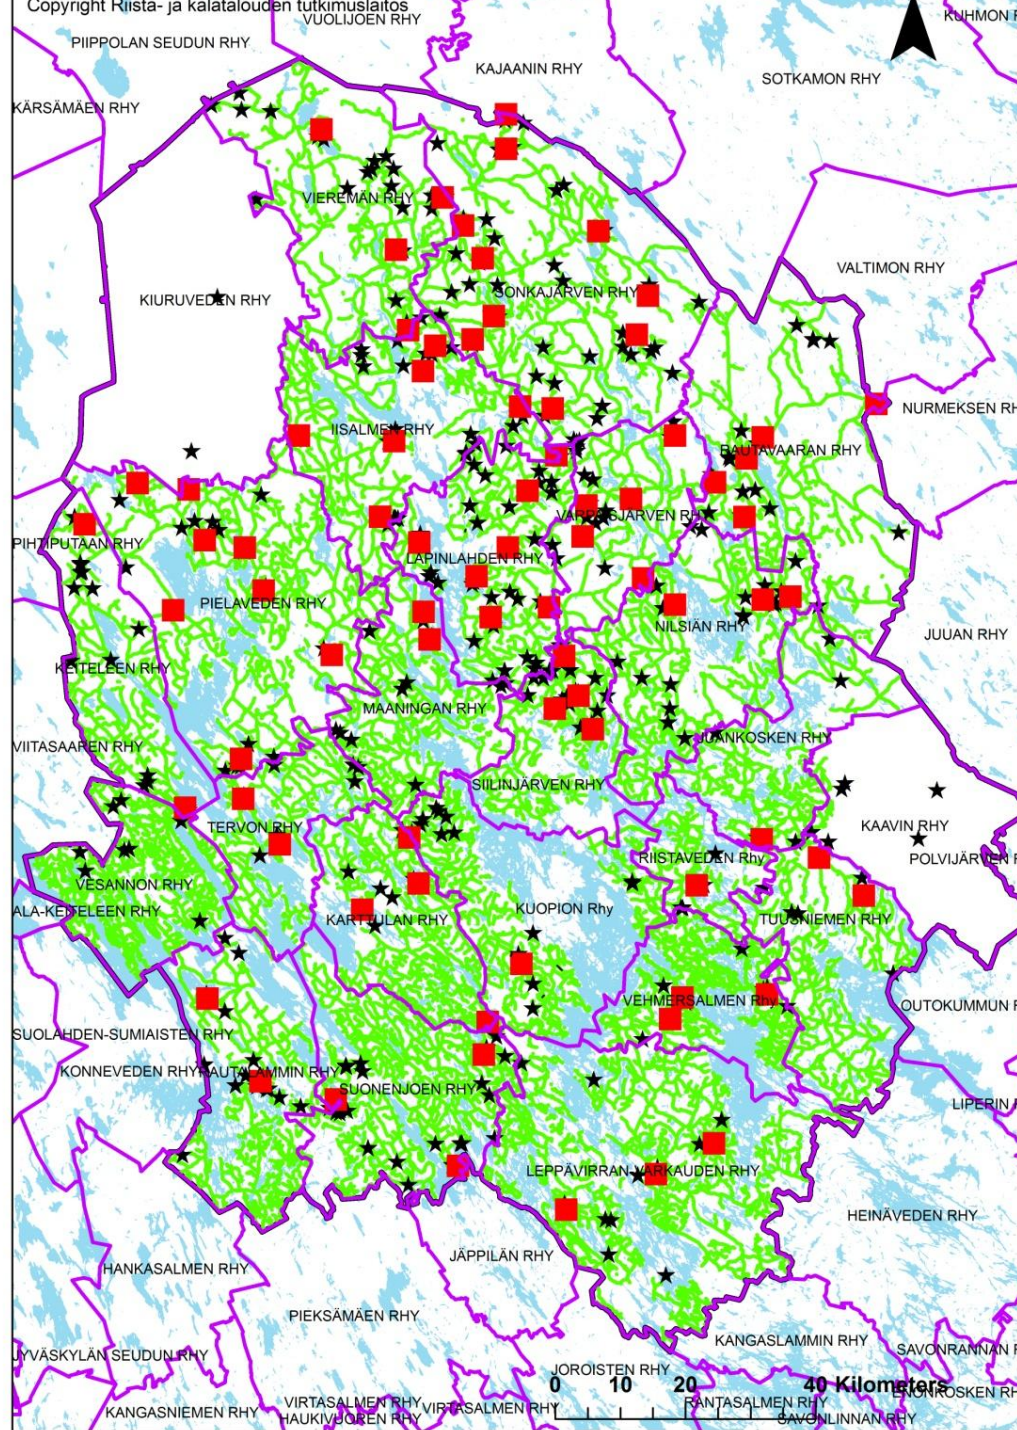 Copyright Riista- ja kalatalouden tutkimuslaitos
VUOLIJOEN RHY
KUHMON R
PIIPPOLAN SEUDUN RHY
KAJAANIN RHY
SOTKAMON RHY
KÄRSÄMÄEN RHY
VIEREMÄN RHY
VALTIMON RHY
KIURUVEDEN RHY
SONKAJÄRVEN RHY
NURMEKSEN RH
IISALMEN RHY
RAUTAVAARAN RHY
VARPAISJÄRVEN RHY
PIHTIPUTAAN RHY
LAPINLAHDEN RHY
PIELAVEDEN RHY
NILSIÄN RHY
JUUAN RHY
KEITELEEN RHY
MAANINGAN RHY
JUANKOSKEN RHY
VIITASAAREN RHY
SIILINJÄRVEN RHY
TERVON RHY
KAAVIN RHY
RIISTAVEDEN Rhy
POLVIJÄRVEN R
VESANNON RHY
ALA-KEITELEEN RHY
KARTTULAN RHY
KUOPION Rhy
TUUSNIEMEN RHY
VEHMERSALMEN Rhy
OUTOKUMMUN R
SUOLAHDEN-SUMIAISTEN RHY
KONNEVEDEN RHY
RAUTALAMMIN RHY
SUONENJOEN RHY
LIPERIN R
LEPPÄVIRRAN-VARKAUDEN RHY
HEINÄVEDEN RHY
JÄPPILÄN RHY
HANKASALMEN RHY
PIEKSÄMÄEN RHY
KANGASLAMMIN RHY
SAVONRANNAN R
JYVÄSKYLÄN SEUDUN RHY
JOROISTEN RHY
0 10 20 40 Kilometers
ENONKOSKEN RH
VIRTASALMEN RHY
VIRTASALMEN RHY
RANTASALMEN RHY
KANGASNIEMEN RHY
HAUKIVUOREN RHY
SAVONLINNAN RHY